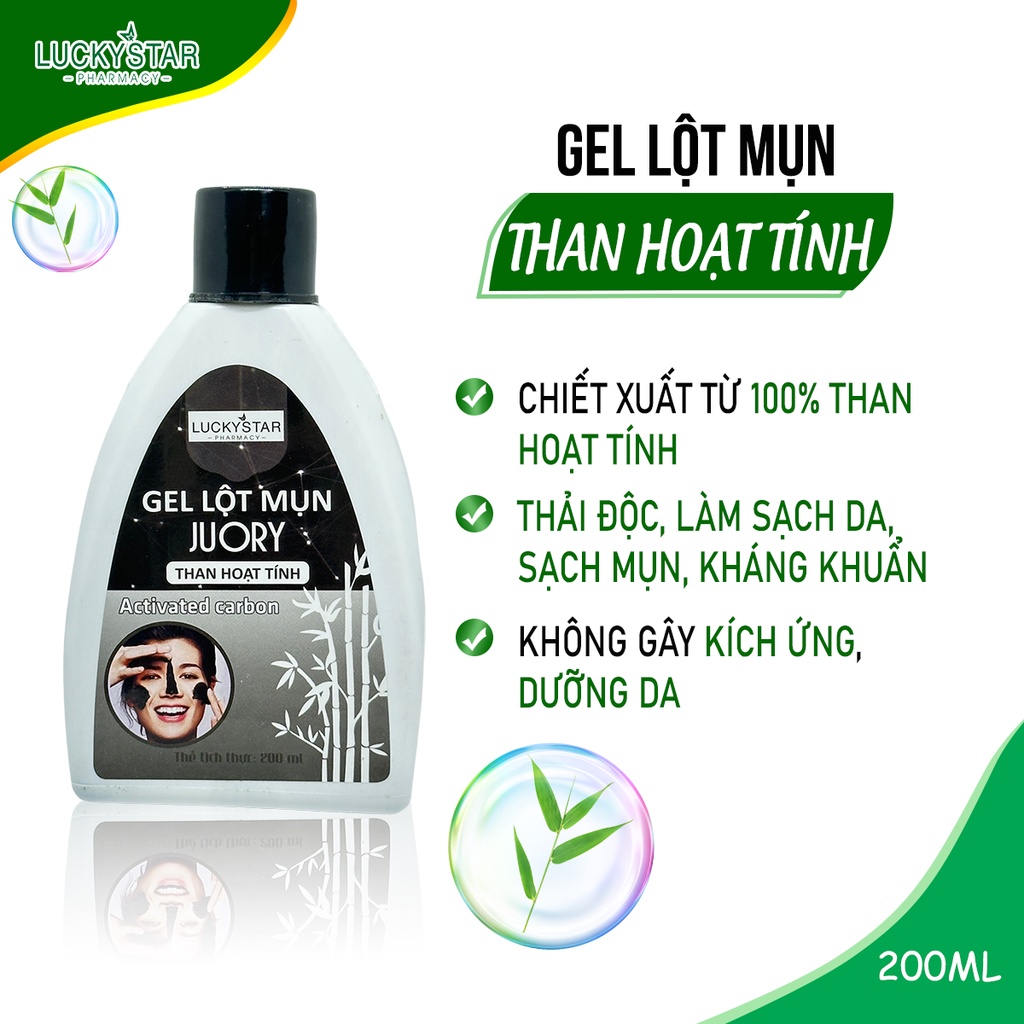 LUCKYSTAR
PHARMACY
GEL LỘT MỤN
THAN HOẠT TÍNH
CHIẾT XUẤT TỪ 100% THAN
HOẠT TÍNH
THẢI ĐỘC, LÀM SẠCH DA,
SẠCH MỤN, KHÁNG KHUẨN
KHÔNG GÂY KÍCH ỨNG,
DƯỠNG DA
LUCKYSTAR
PHARMACY
GEL LỘT MỤN
JUORY
THAN HOẠT TÍNH
Activated carbon
Thể tích thực: 200 ml
200ML